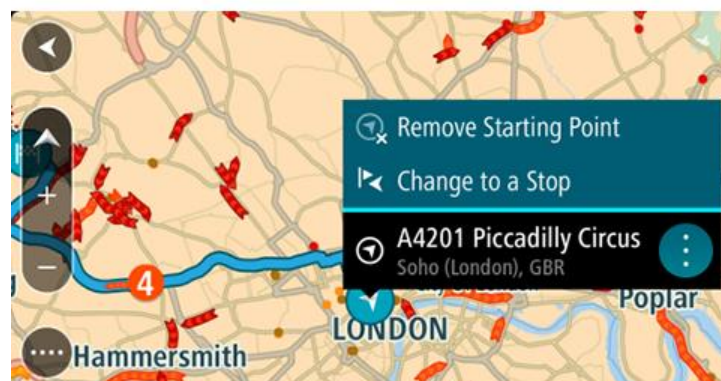 Remove Starting Point
Change to a Stop
A4201 Piccadilly Circus
Soho (London), GBR
4
Poplar
LONDON
Hammersmith